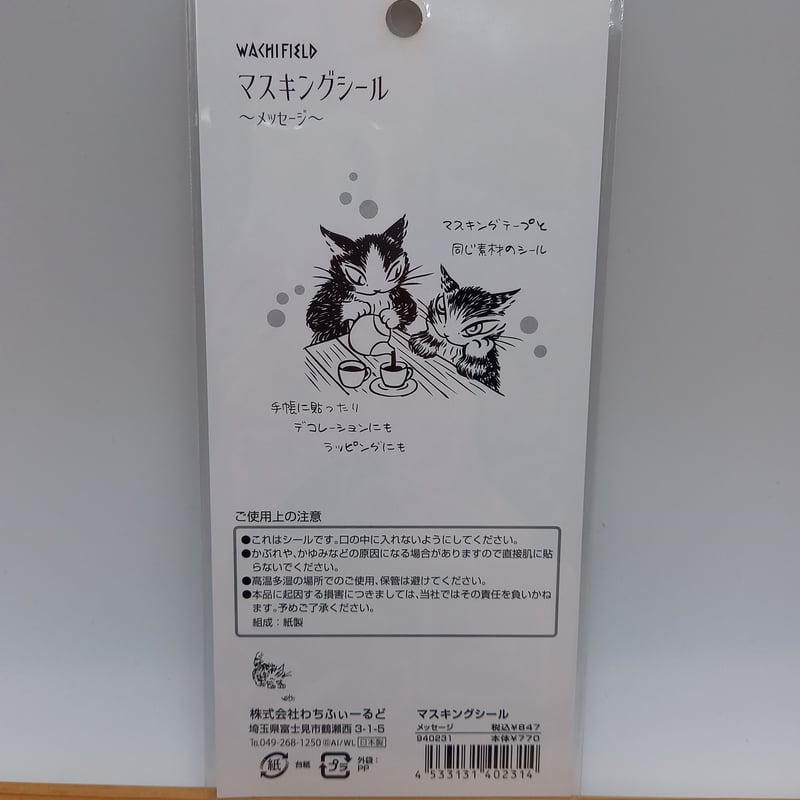 WACHIFIELD
マスキングシール
～メッセージ～
マスキングテープと
同じ素材のシール
手帳に貼ったり
デコレーションにも
ラッピングにも
ご使用上の注意
●これはシールです。口の中に入れないようにしてください。
●かぶれや、かゆみなどの原因になる場合がありますので直接肌に貼
らないでください。
●高温多湿の場所でのご使用、保管は避けてください。
●本品に起因する損害につきましては、当社ではその責任を負いかね
ます。予めご了承ください。
組成：紙製
株式会社わちふぃーるど
埼玉県富士見市鶴瀬西 3-1-5
℡049-268-1250 ©AI/WL 日本製
紙 台紙 プラ 外袋：PP
マスキングシール
メッセージ 税込¥847
940231 本体¥770
4 533131 402314